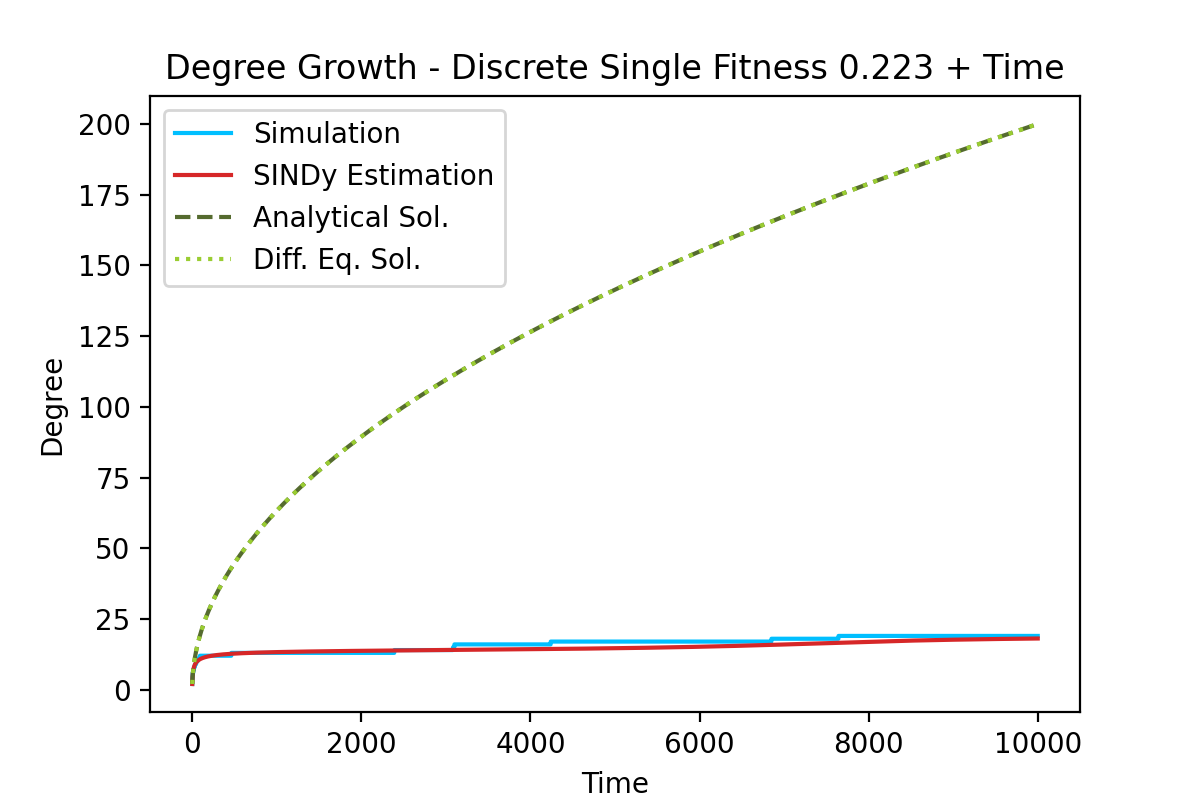 Degree Growth - Discrete Single Fitness 0.223 + Time
Simulation
SINDy Estimation
Analytical Sol.
Diff. Eq. Sol.
200
175
150
125
100
75
50
25
0
Degree
0 2000 4000 6000 8000 10000
Time